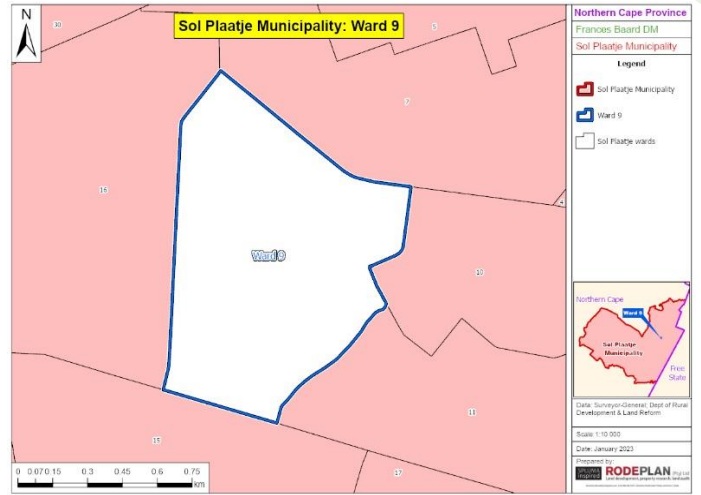 N
Sol Plaatje Municipality: Ward 9
30
5
7
16
4
Ward 9
10
11
15
17
0 0.07 0.15 0.3 0.45 0.6 0.75
km
Northern Cape Province
Frances Baard DM
Sol Plaatje Municipality
Legend
Sol Plaatje Municipality
Ward 9
Sol Plaatje wards
Northern Cape
Ward 9
Sol Plaatje
Municipality
Free
State
Data: Surveyor-General; Dept of Rural
Development & Land Reform
Scale: 1:10 000
Date: January 2023
Prepared by:
SPLUMA
inspired
RODEPLAN (Pty) Ltd